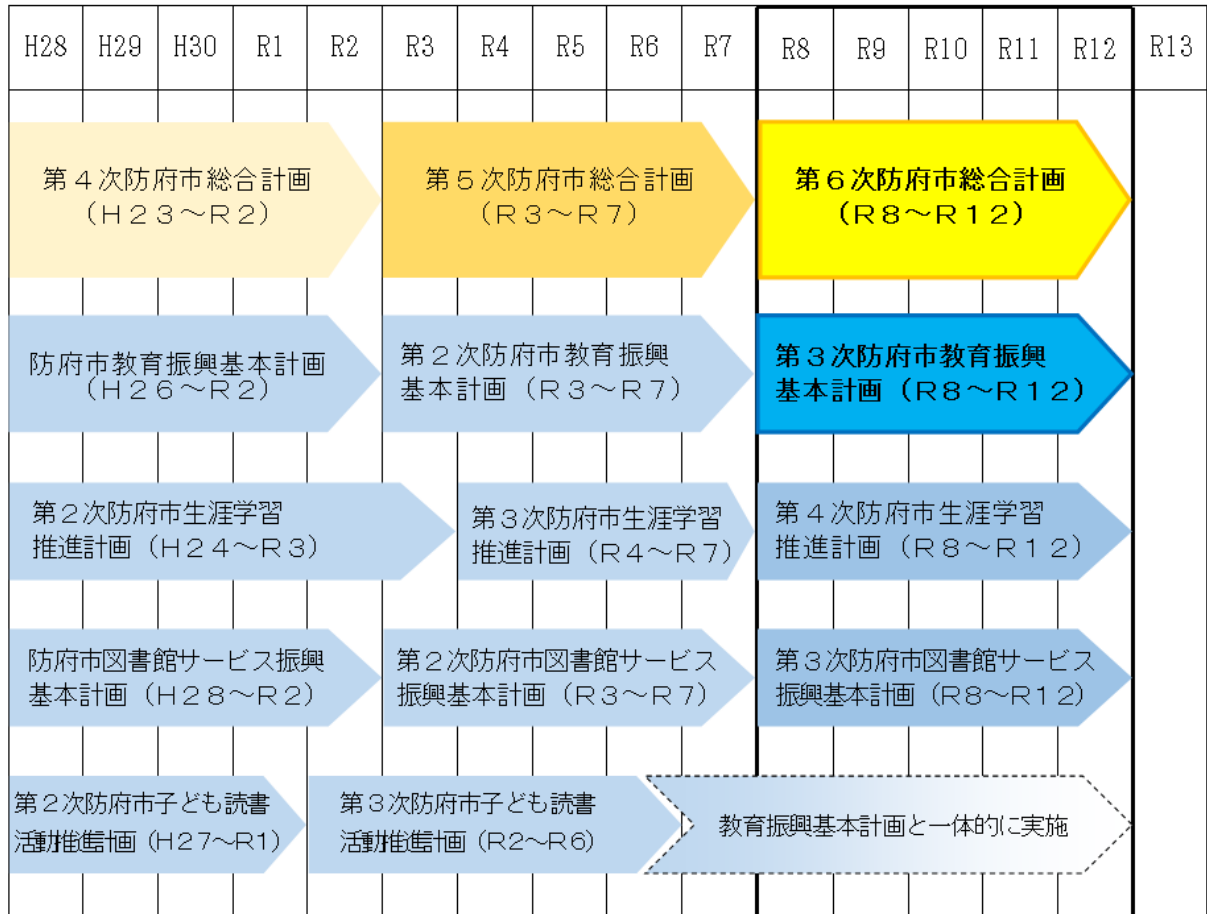 H28 H29 H30 R1 R2 R3 R4 R5 R6 R7 R8 R9 R10 R11 R12 R13
第4次防府市総合計画
(H23～R2)
第5次防府市総合計画
(R3～R7)
第6次防府市総合計画
(R8～R12)
防府市教育振興基本計画
(H26～R2)
第2次防府市教育振興
基本計画(R3～R7)
第3次防府市教育振興
基本計画(R8～R12)
第2次防府市生涯学習
推進計画(H24～R3)
第3次防府市生涯学習
推進計画(R4～R7)
第4次防府市生涯学習
推進計画(R8～R12)
防府市図書館サービス振興
基本計画(H28～R2)
第2次防府市図書館サービス
振興基本計画(R3～R7)
第3次防府市図書館サービス
振興基本計画(R8～R12)
第2次防府市子ども読書
活動推進計画(H27～R1)
第3次防府市子ども読書
活動推進計画(R2～R6)
教育振興基本計画と一体的に実施